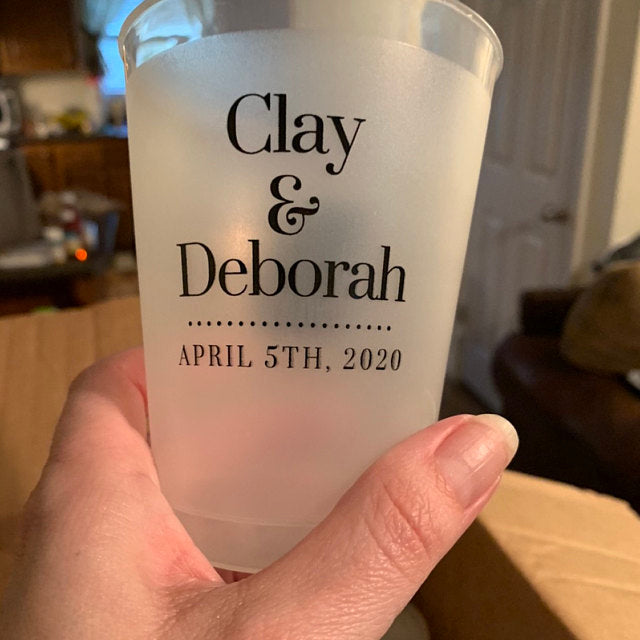 Clay
&
Deborah
APRIL 5TH, 2020